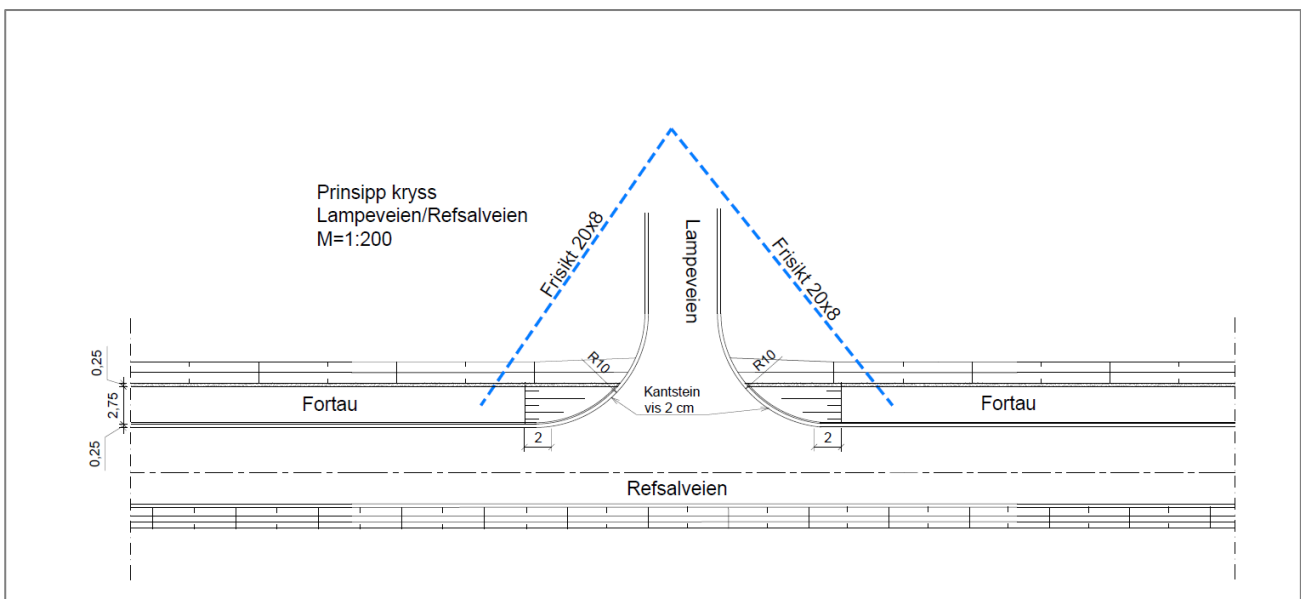 Prinsipp kryss
Lampeveien/Refsalveien
M=1:200
Frisikt 20x8
Lampeveien
Frisikt 20x8
0,25
2,75
0,25
R10
R10
Fortau
Kantstein
vis 2 cm
Fortau
2
2
Refsalveien